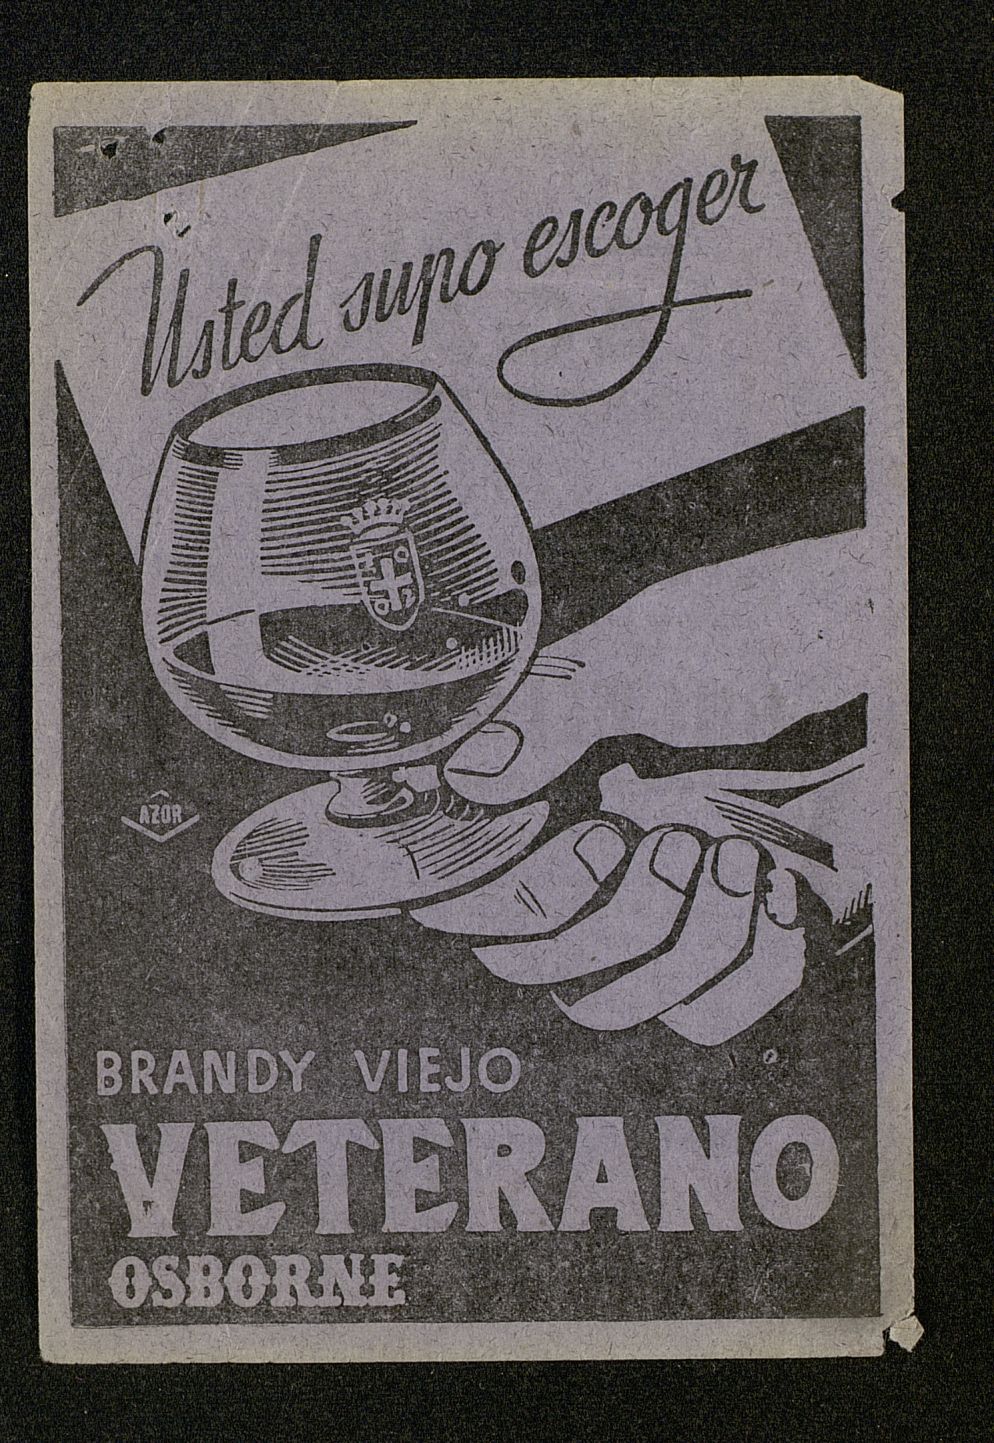 Usted supo escoger
AZOR
BRANDY VIEJO
VETERANO
OSBORNE